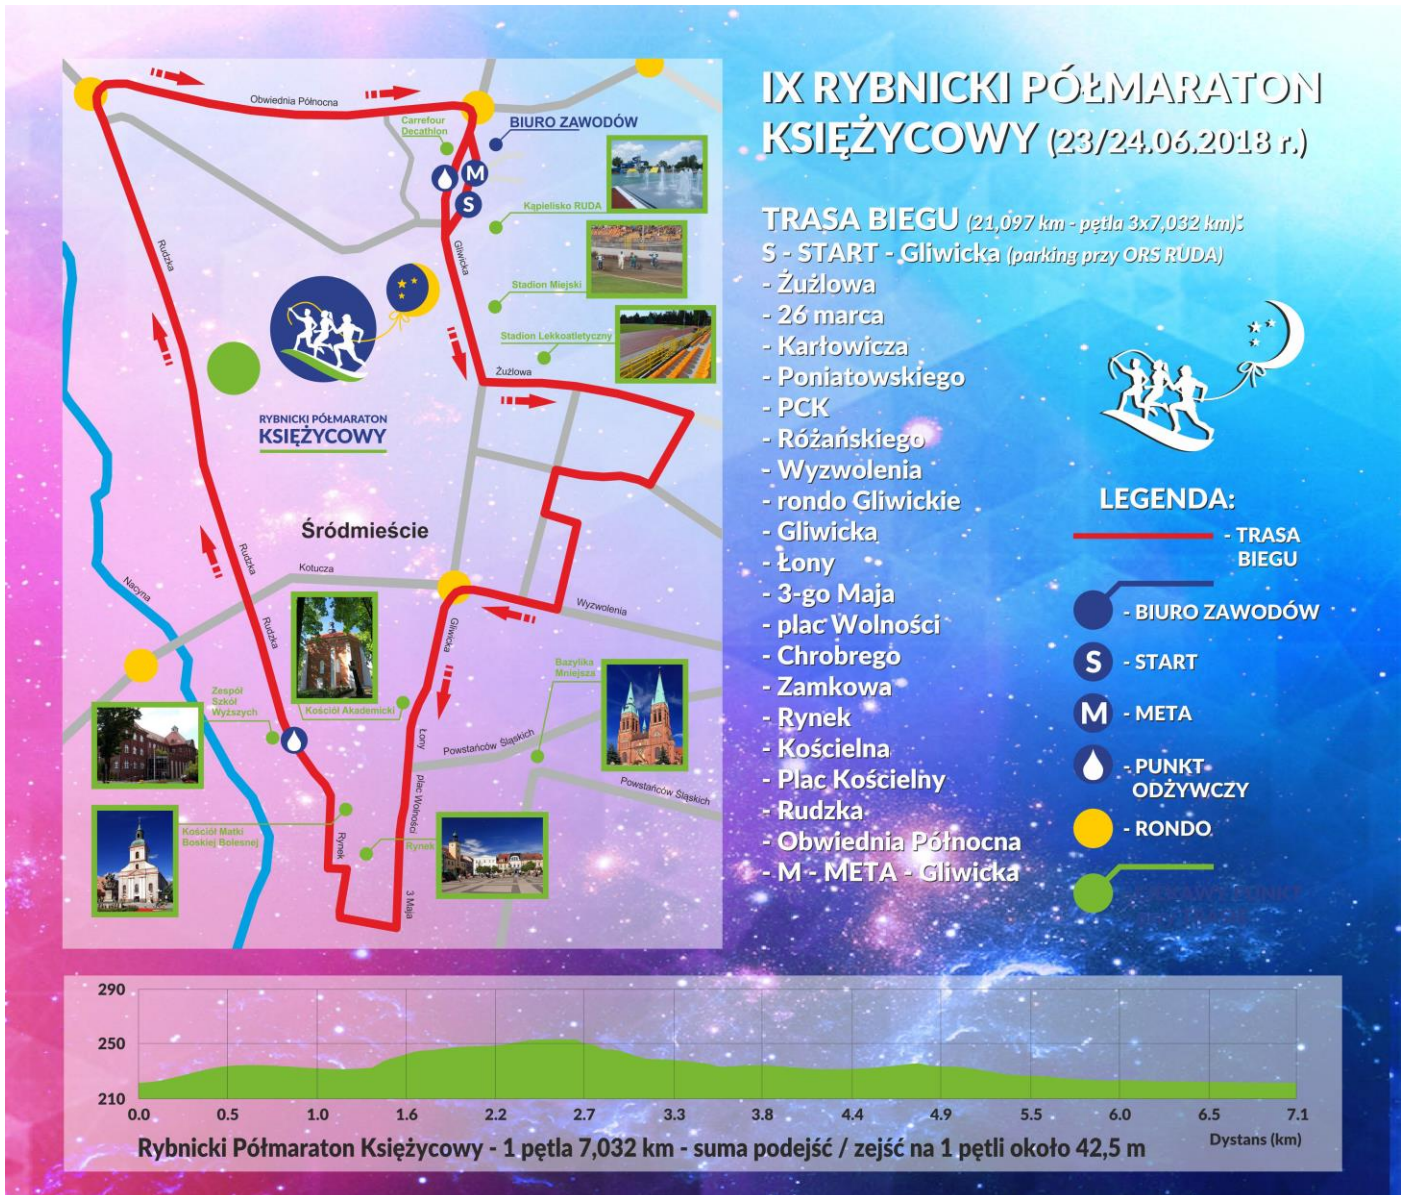 IX RYBNICKI PÓŁMARATON
KSIĘŻYCOWY (23/24.06.2018 r.)
TRASA BIEGU (21,097 km - pętla 3x7,032 km):
S - START - Gliwicka (parking przy ORS RUDA)
- Żużlowa
- 26 marca
- Karłowicza
- Poniatowskiego
- PCK
- Różańskiego
- Wyzwolenia
- rondo Gliwickie
- Gliwicka
- Łony
- 3-go Maja
- plac Wolności
- Chrobrego
- Zamkowa
- Rynek
- Kościelna
- Plac Kościelny
- Rudzka
- Obwiednia Północna
- M - META - Gliwicka
LEGENDA:
- TRASA
BIEGU
- BIURO ZAWODÓW
S - START
M - META
- PUNKT
ODŻYWCZY
- RONDO
Obwiednia Północna
Carrefour
Decathlon
BIURO ZAWODÓW
M
S
Kąpielisko RUDA
Gliwicka
Stadion Miejski
Stadion Lekkoatletyczny
Żużlowa
Rudzka
RYBNICKI PÓŁMARATON
KSIĘŻYCOWY
Śródmieście
Rudzka
Kotucza
Nacyna
Wyzwolenia
Rudzka
Gliwicka
Bazylika
Mniejsza
Zespół
Szkół
Wyższych
Kościół Akademicki
Łony
Powstańców Śląskich
Powstańców Śląskich
plac Wolności
Kościół Matki
Boskiej Bolesnej
Rynek
Rynek
3 Maja
290
250
210
0.0 0.5 1.0 1.6 2.2 2.7 3.3 3.8 4.4 4.9 5.5 6.0 6.5 7.1
Dystans (km)
Rybnicki Półmaraton Księżycowy - 1 pętla 7,032 km - suma podejść / zejść na 1 pętli około 42,5 m